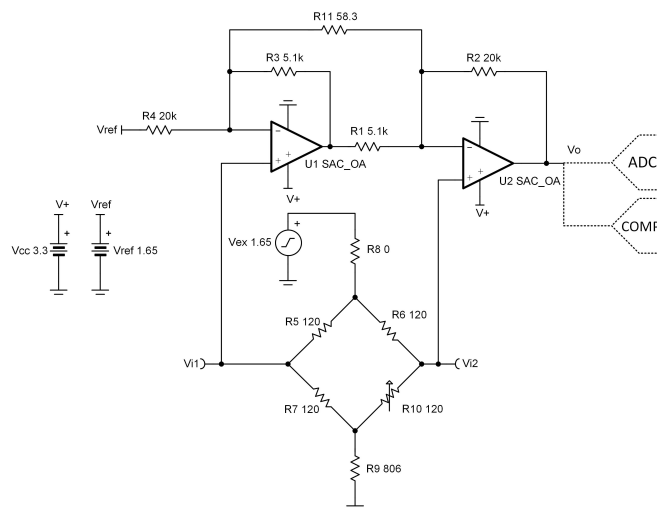 R11 58.3
R3 5.1k
R2 20k
R4 20k
Vref
R1 5.1k
U1 SAC_OA
U2 SAC_OA
Vo
ADC
COMP
V+
V+
V+
Vref
Vcc 3.3
Vref 1.65
Vex 1.65
R8 0
R5 120
R6 120
Vi1
Vi2
R7 120
R10 120
R9 806